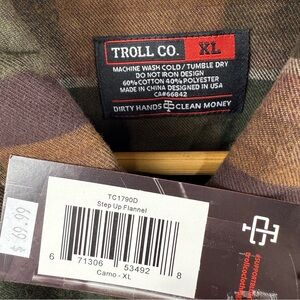 TROLL CO. XL
MACHINE WASH COLD / TUMBLE DRY
DO NOT IRON DESIGN
60% COTTON 40% POLYESTER
MADE IN CHINA DESIGNED IN USA
CA#66842
DIRTY HANDS CLEAN MONEY
TC1790D
Step Up Flannel
6 71306 53492 8
Camo - XL
$ 69.99